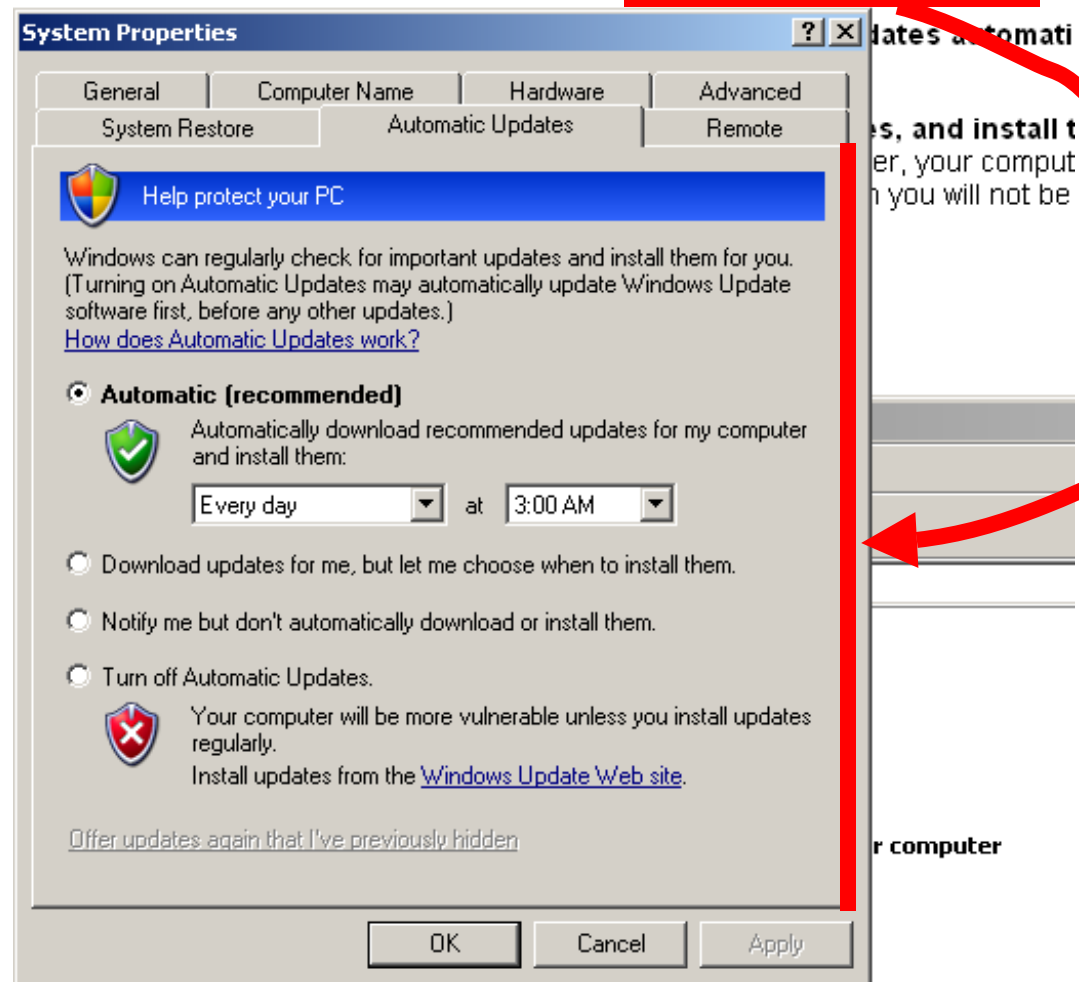 System Properties
General Computer Name Hardware Advanced
System Restore Automatic Updates Remote
Help protect your PC
Windows can regularly check for important updates and install them for you.
(Turning on Automatic Updates may automatically update Windows Update
software first, before any other updates.)
How does Automatic Updates work?
Automatic (recommended)
Automatically download recommended updates for my computer
and install them:
Every day at 3:00 AM
Download updates for me, but let me choose when to install them.
Notify me but don't automatically download or install them.
Turn off Automatic Updates.
Your computer will be more vulnerable unless you install updates
regularly.
Install updates from the Windows Update Web site.
Offer updates again that I've previously hidden
OK Cancel Apply
dates automati
s, and install t
er, your comput
you will not be
r computer